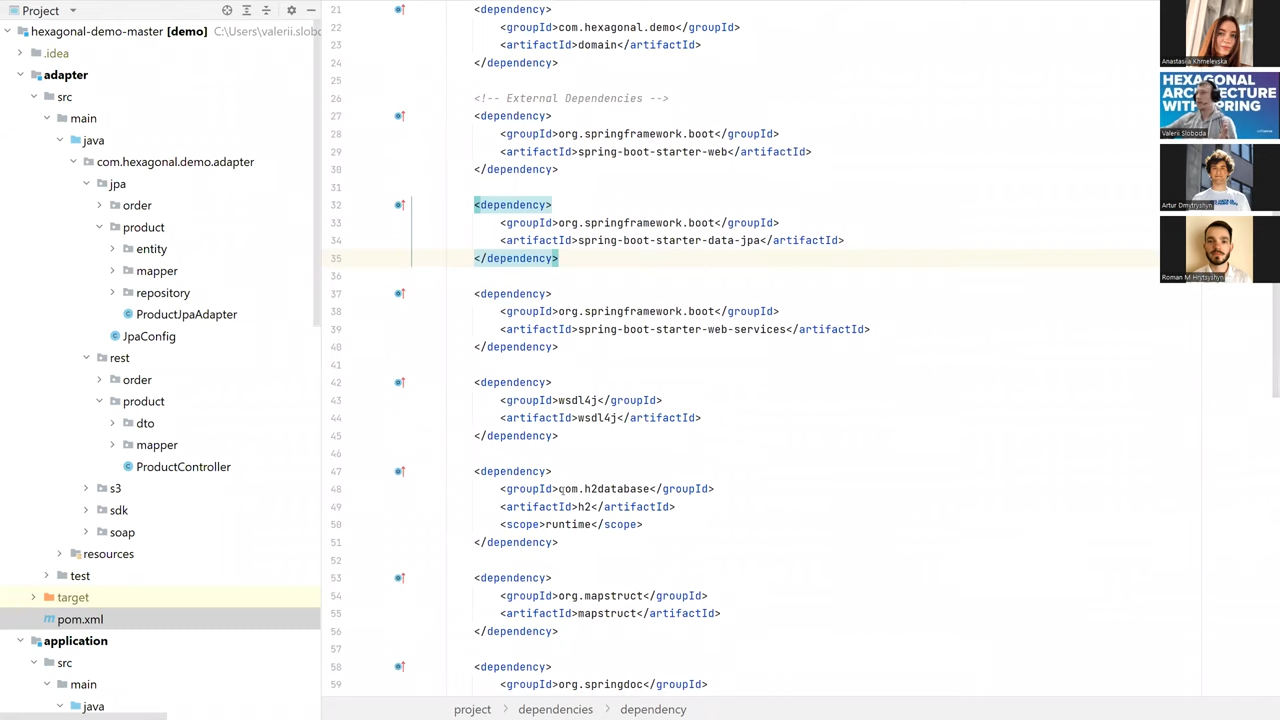 Project
hexagonal-demo-master [demo] C:\Users\valerii.slobo
.idea
adapter
src
main
java
com.hexagonal.demo.adapter
jpa
order
product
entity
mapper
repository
ProductJpaAdapter
JpaConfig
rest
order
product
dto
mapper
ProductController
s3
sdk
soap
resources
test
target
pom.xml
application
src
main
java
21 <dependency>
22 <groupId>com.hexagonal.demo</groupId>
23 <artifactId>domain</artifactId>
24 </dependency>
25
26 <!-- External Dependencies -->
27 <dependency>
28 <groupId>org.springframework.boot</groupId>
29 <artifactId>spring-boot-starter-web</artifactId>
30 </dependency>
31
32 <dependency>
33 <groupId>org.springframework.boot</groupId>
34 <artifactId>spring-boot-starter-data-jpa</artifactId>
35 </dependency>
36
37 <dependency>
38 <groupId>org.springframework.boot</groupId>
39 <artifactId>spring-boot-starter-web-services</artifactId>
40 </dependency>
41
42 <dependency>
43 <groupId>wsdl4j</groupId>
44 <artifactId>wsdl4j</artifactId>
45 </dependency>
46
47 <dependency>
48 <groupId>com.h2database</groupId>
49 <artifactId>h2</artifactId>
50 <scope>runtime</scope>
51 </dependency>
52
53 <dependency>
54 <groupId>org.mapstruct</groupId>
55 <artifactId>mapstruct</artifactId>
56 </dependency>
57
58 <dependency>
59 <groupId>org.springdoc</groupId>
project > dependencies > dependency
Anastasiia Khmelevska
HEXAGONAL
ARCHITECTURE
WITH SPRING
Valerii Sloboda
Artur Dmytryshyn
Roman M Hrytsyshyn